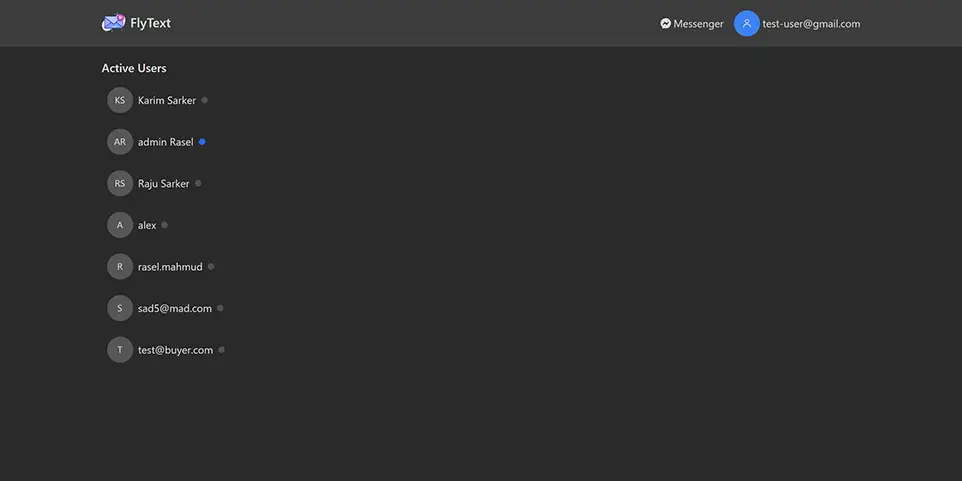 FlyText
Messenger
test-user@gmail.com
Active Users
KS Karim Sarker
AR admin Rasel
RS Raju Sarker
A alex
R rasel.mahmud
S sad5@mad.com
T test@buyer.com